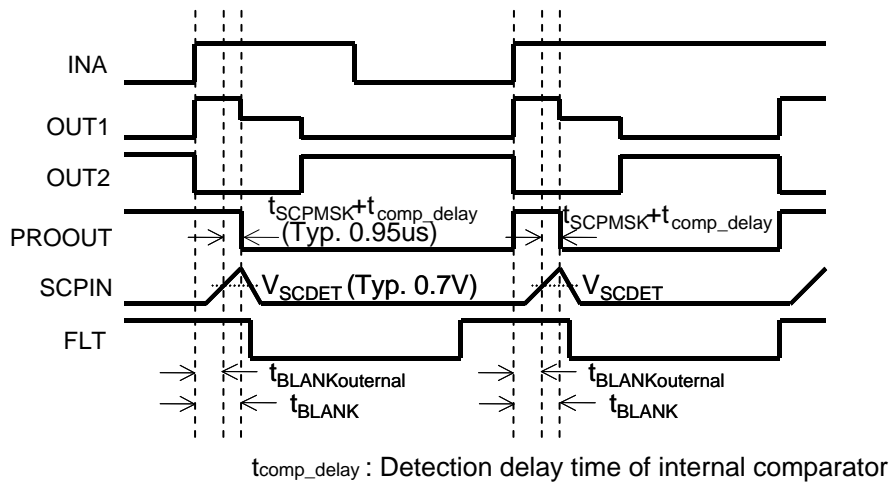 INA
OUT1
OUT2
tSCPMSK+tcomp_delay
(Typ. 0.95us)
tSCPMSK+tcomp_delay
PROOUT
SCPIN
VSCDET (Typ. 0.7V)
VSCDET
FLT
tBLANKouternal
tBLANKouternal
tBLANK
tBLANK
tcomp_delay : Detection delay time of internal comparator